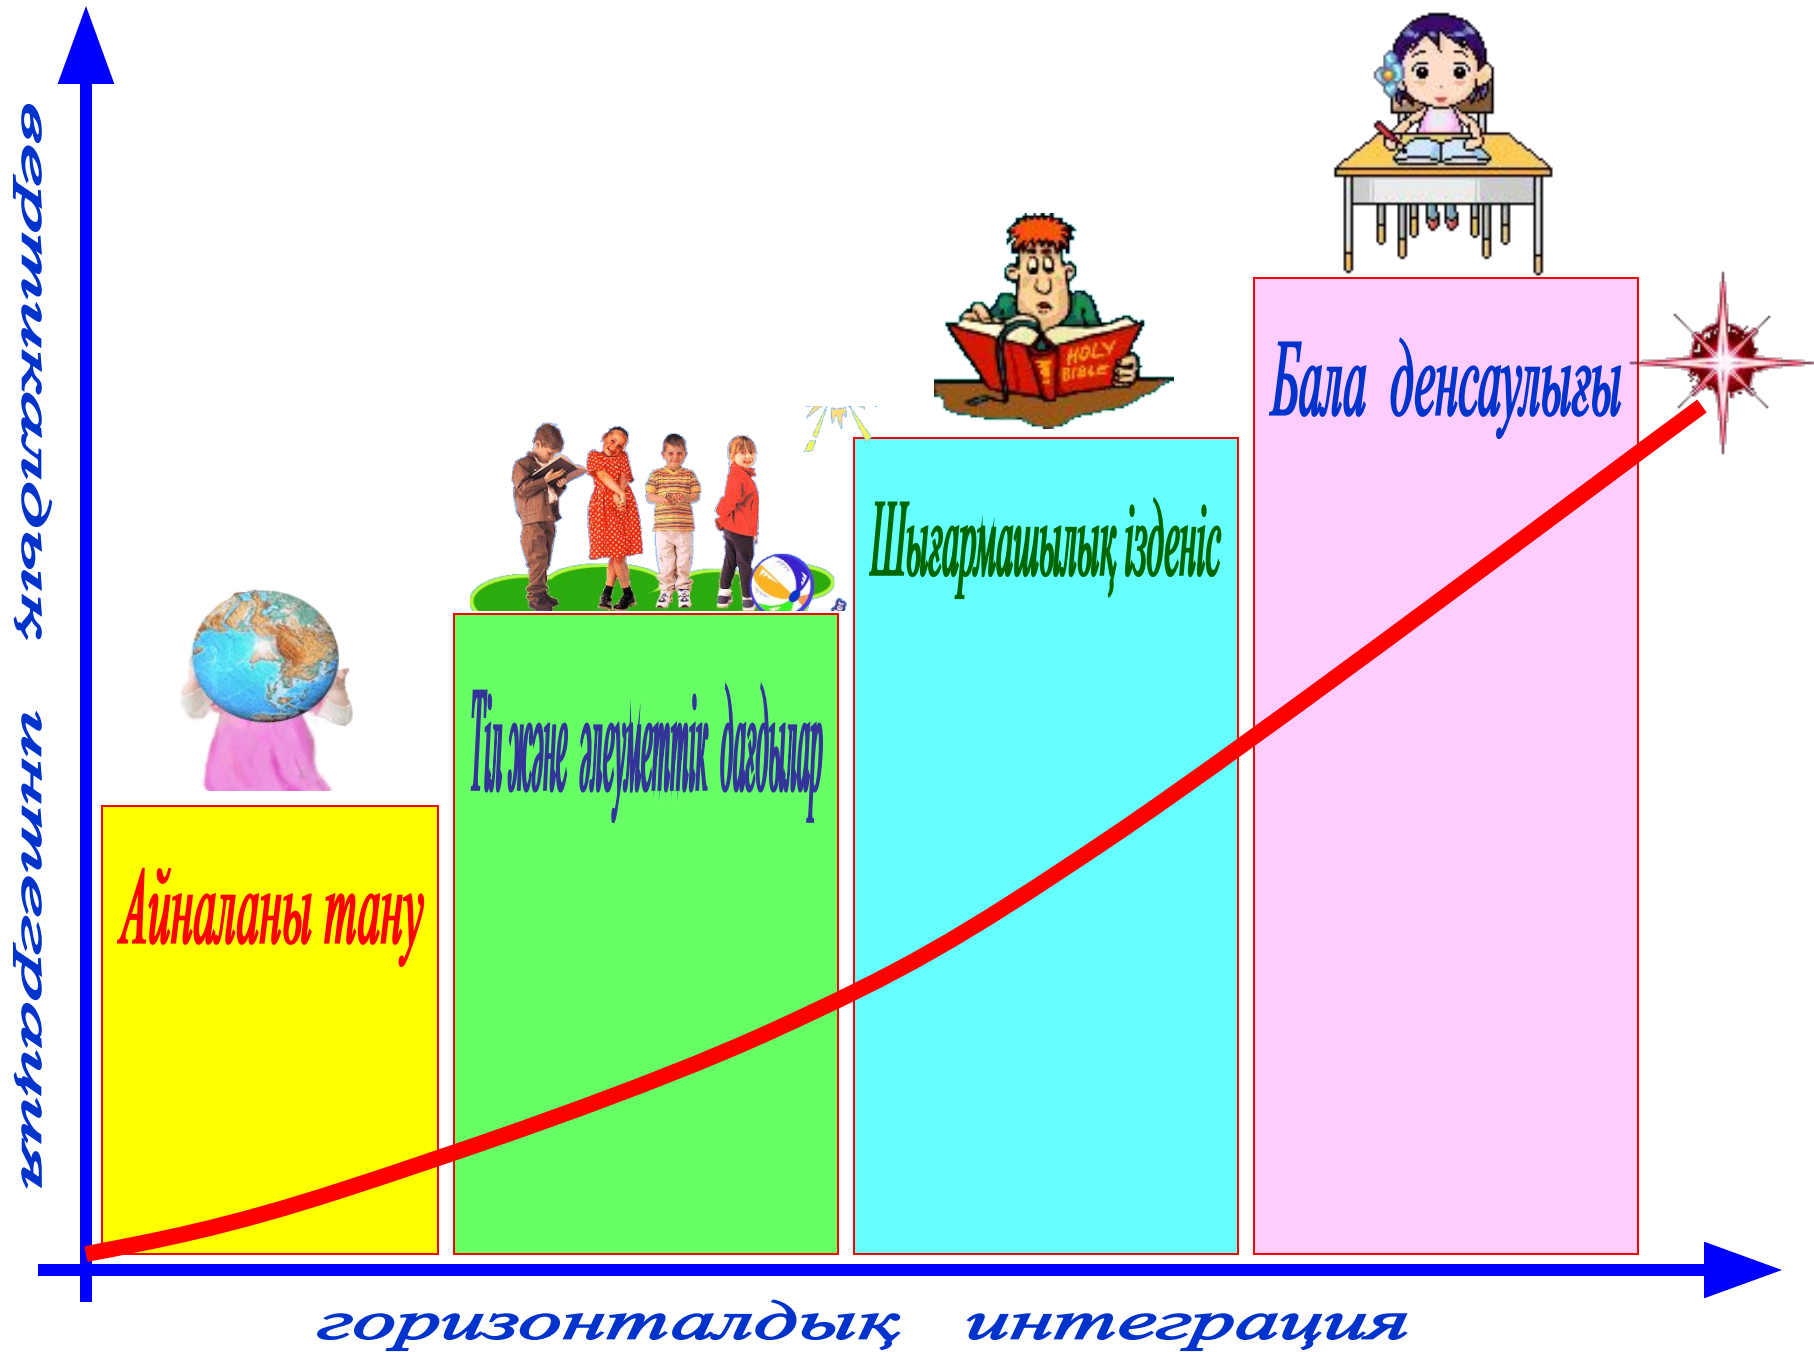 вертикалдық интеграция
Бала денсаулығы
HOLY
BIBLE
Шығармашылық ізденіс
Тіл және әлеуметтік дағдылар
Айналаны тану
горизонталдық интеграция